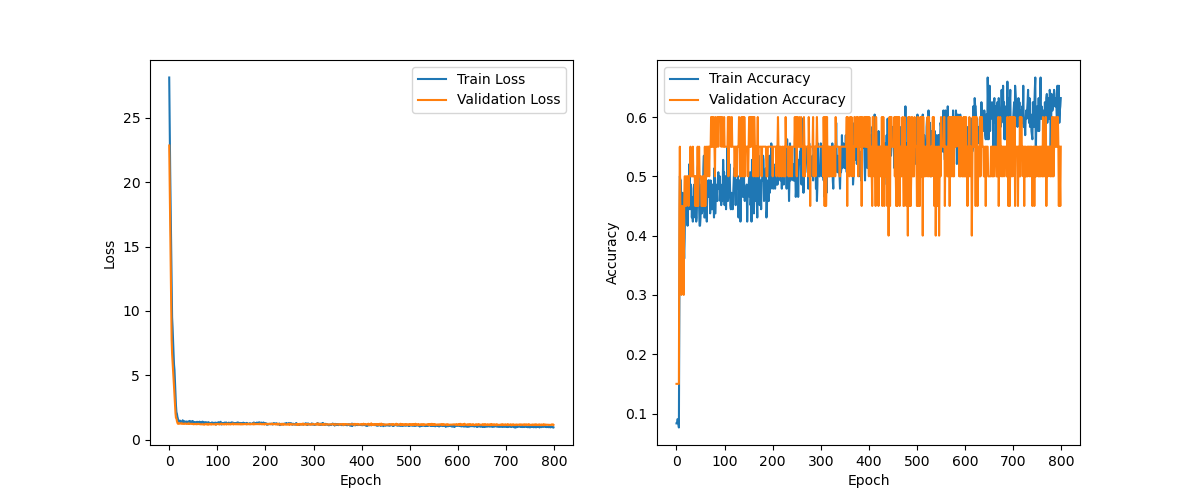 Train Loss
Validation Loss
25
20
15
10
5
0
Loss
0 100 200 300 400 500 600 700 800
Epoch
Train Accuracy
Validation Accuracy
0.6
0.5
0.4
0.3
0.2
0.1
Accuracy
0 100 200 300 400 500 600 700 800
Epoch